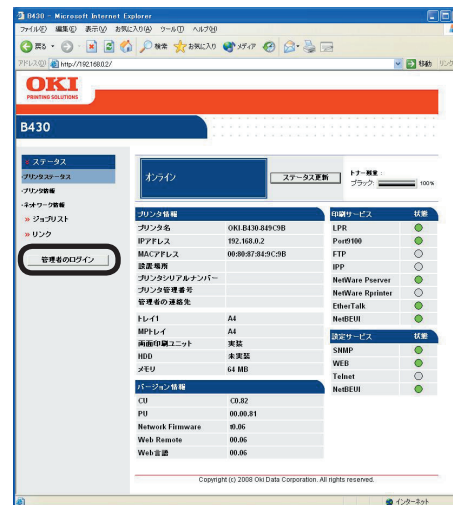 B430 - Microsoft Internet Explorer
ファイル(F) 編集(E) 表示(V) お気に入り(A) ツール(T) ヘルプ(H)
戻る 検索 お気に入り メディア
アドレス(D) http://192.168.0.2/ 移動 リンク
OKI
PRINTING SOLUTIONS
B430
ステータス
・プリンタステータス
・プリンタ情報
・ネットワーク情報
» ジョブリスト
» リンク
管理者のログイン
オンライン
ステータス更新
トナー残量:
ブラック: 100%
プリンタ情報
プリンタ名 OKI-B430-849C9B
IPアドレス 192.168.0.2
MACアドレス 00:80:87:84:9C:9B
設置場所
プリンタシリアルナンバー
プリンタ管理番号
管理者の連絡先
トレイ1 A4
MPトレイ A4
両面印刷ユニット 実装
HDD 未実装
メモリ 64 MB
バージョン情報
CU C0.82
PU 00.00.81
Network Firmware t0.06
Web Remote 00.06
Web言語 00.06
印刷サービス 状態
LPR
Port9100
FTP
IPP
NetWare Pserver
NetWare Rprinter
EtherTalk
NetBEUI
設定サービス 状態
SNMP
WEB
Telnet
NetBEUI
Copyright (c) 2008 Oki Data Corporation. All rights reserved.
インターネット